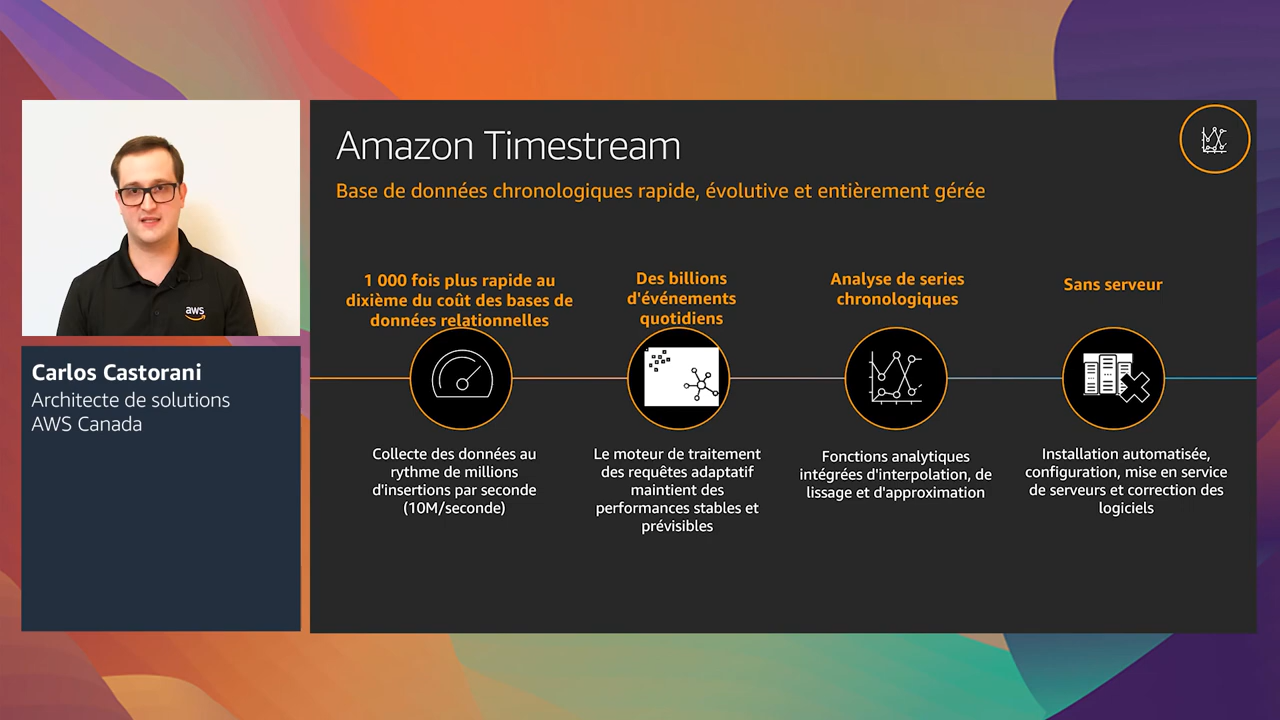 aws
Carlos Castorani
Architecte de solutions
AWS Canada
Amazon Timestream
Base de données chronologiques rapide, évolutive et entièrement gérée
1 000 fois plus rapide au
dixième du coût des bases de
données relationnelles
Collecte des données au
rythme de millions
d'insertions par seconde
(10M/seconde)
Des billions
d'événements
quotidiens
Le moteur de traitement
des requêtes adaptatif
maintient des
performances stables et
prévisibles
Analyse de series
chronologiques
Fonctions analytiques
intégrées d'interpolation, de
lissage et d'approximation
Sans serveur
Installation automatisée,
configuration, mise en service
de serveurs et correction des
logiciels